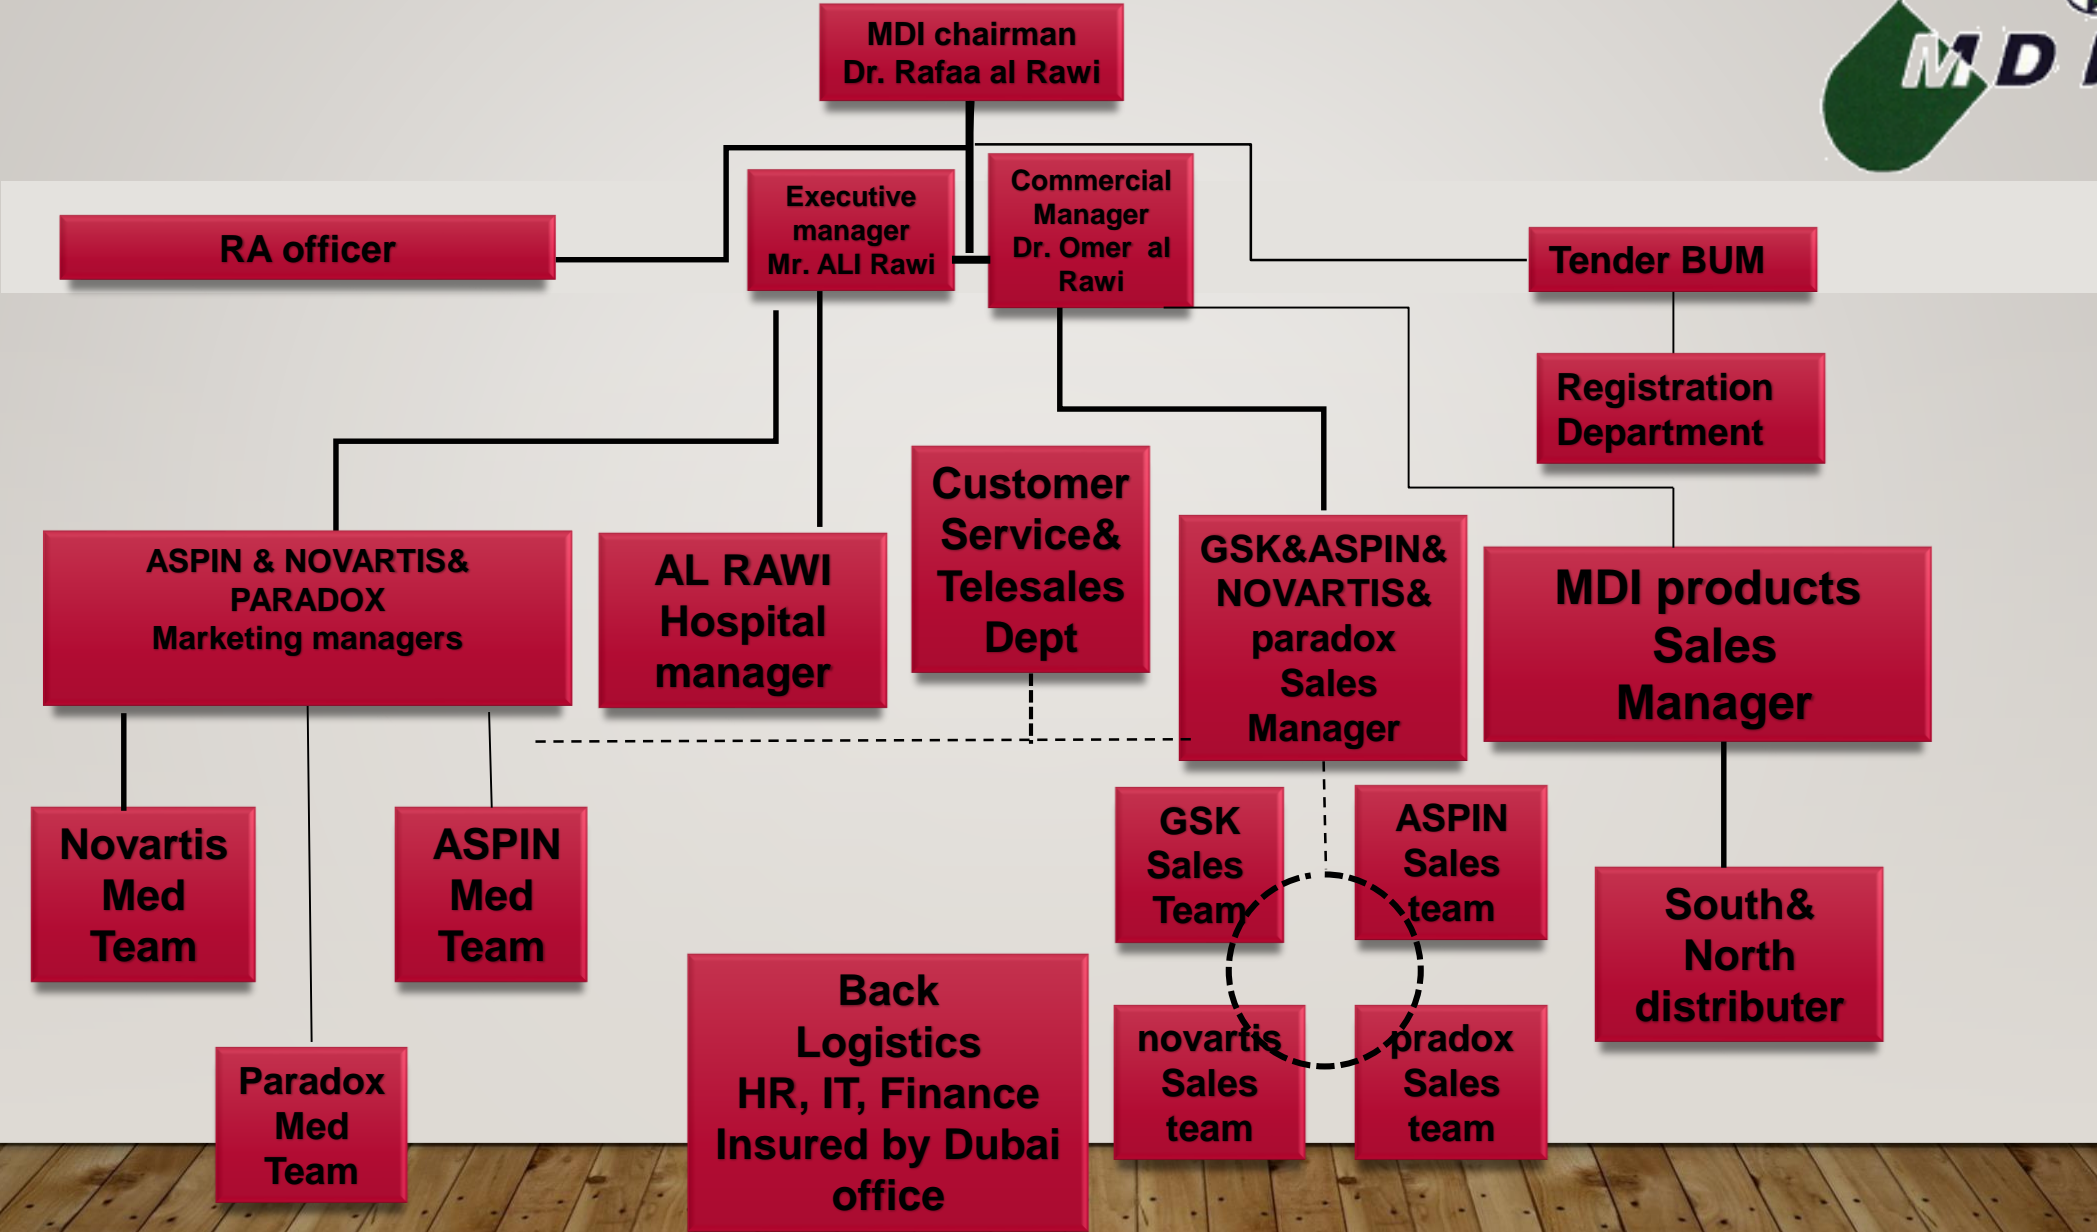 MDI chairman
Dr. Rafaa al Rawi
M D I
Executive
manager
Mr. ALI Rawi
Commercial
Manager
Dr. Omer al
Rawi
RA officer
Tender BUM
Registration
Department
ASPIN & NOVARTIS&
PARADOX
Marketing managers
AL RAWI
Hospital
manager
Customer
Service&
Telesales
Dept
GSK&ASPIN&
NOVARTIS&
paradox
Sales
Manager
MDI products
Sales
Manager
Novartis
Med
Team
ASPIN
Med
Team
Paradox
Med
Team
Back
Logistics
HR, IT, Finance
Insured by Dubai
office
GSK
Sales
Team
ASPIN
Sales
team
novartis
Sales
team
pradox
Sales
team
South&
North
distributer